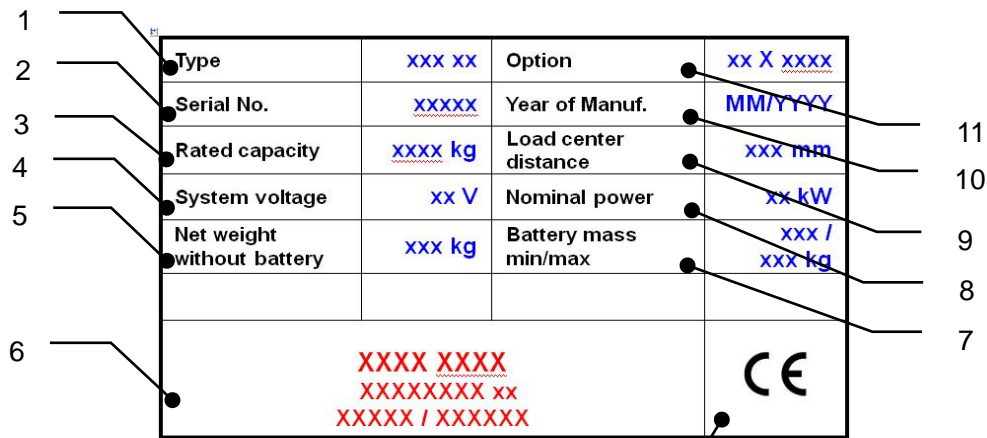 1
2
3
4
5
6
Type xxx xx Option xx X xxxx
Serial No. xxxxx Year of Manuf. MM/YYYY
Rated capacity xxxx kg Load center distance xxx mm
System voltage xx V Nominal power xx kW
Net weight without battery xxx kg Battery mass min/max xxx / xxx kg
XXXX XXXX
XXXXXXXX xx
XXXXX / XXXXXX
CE
11
10
9
8
7